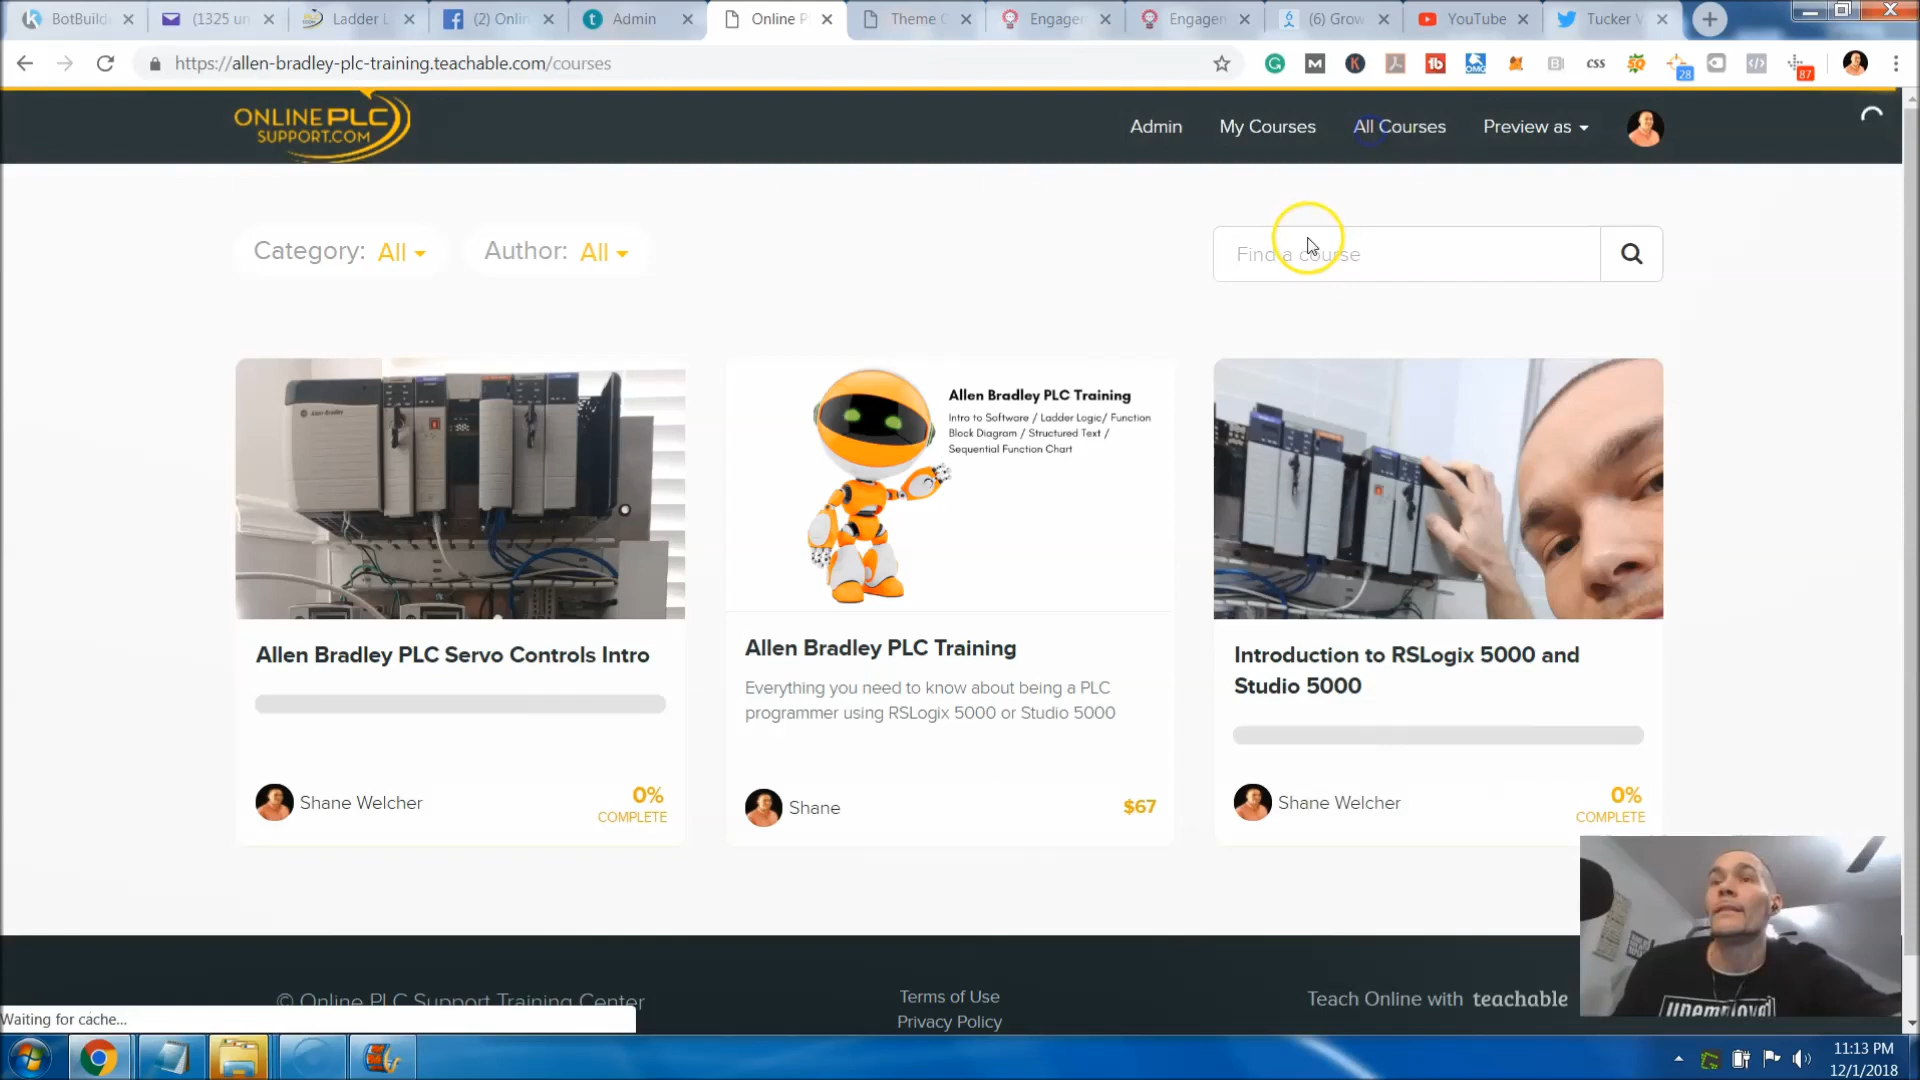 BotBuild
(1325 un
Ladder L
(2) Onlin
Admin
Online P
Theme C
Engagem
Engagen
(6) Grow
YouTube
Tucker V
https://allen-bradley-plc-training.teachable.com/courses
css
28
87
ONLINE PLC
SUPPORT.COM
Admin
My Courses
All Courses
Preview as
Category: All
Author: All
Find a course
Allen Bradley PLC Training
Intro to Software / Ladder Logic/ Function
Block Diagram / Structured Text /
Sequential Function Chart
Allen Bradley PLC Servo Controls Intro
Shane Welcher
0%
COMPLETE
Allen Bradley PLC Training
Everything you need to know about being a PLC
programmer using RSLogix 5000 or Studio 5000
Shane
$67
Introduction to RSLogix 5000 and
Studio 5000
Shane Welcher
0%
COMPLETE
© Online PLC Support Training Center
Terms of Use
Privacy Policy
Teach Online with teachable
Waiting for cache...
11:13 PM
12/1/2018